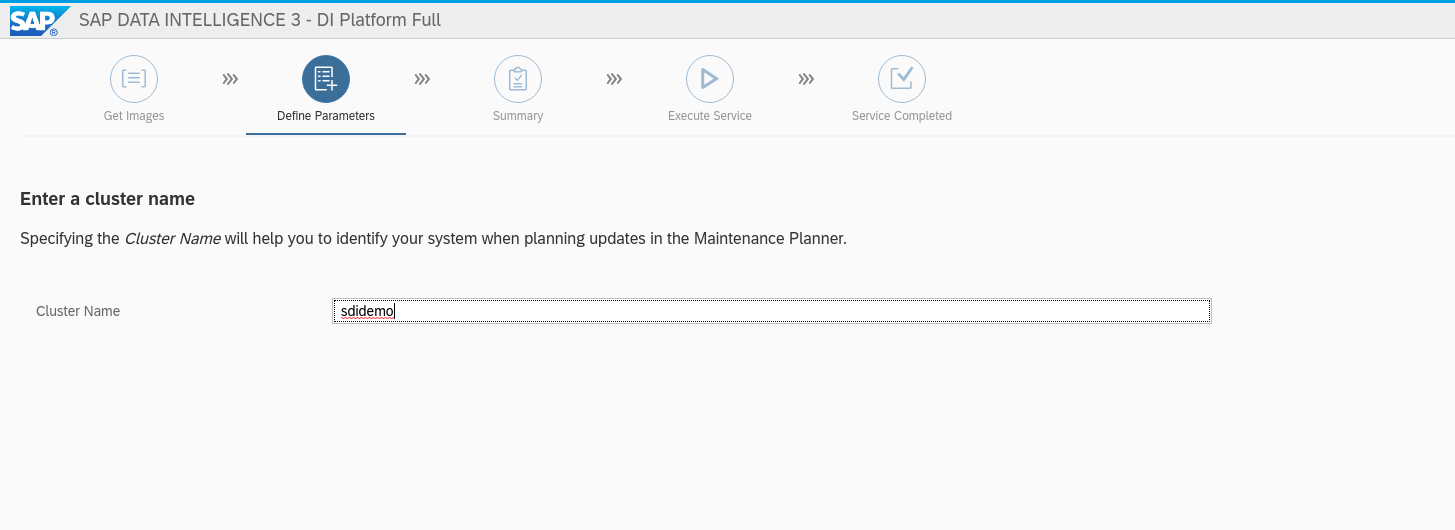 SAP ® SAP DATA INTELLIGENCE 3 - DI Platform Full
Get Images Define Parameters Summary Execute Service Service Completed
Enter a cluster name
Specifying the Cluster Name will help you to identify your system when planning updates in the Maintenance Planner.
Cluster Name sdidemo